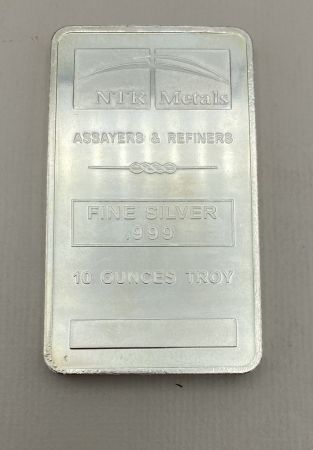 NTR Metals
ASSAYERS & REFINERS
FINE SILVER
.999
10 OUNCES TROY